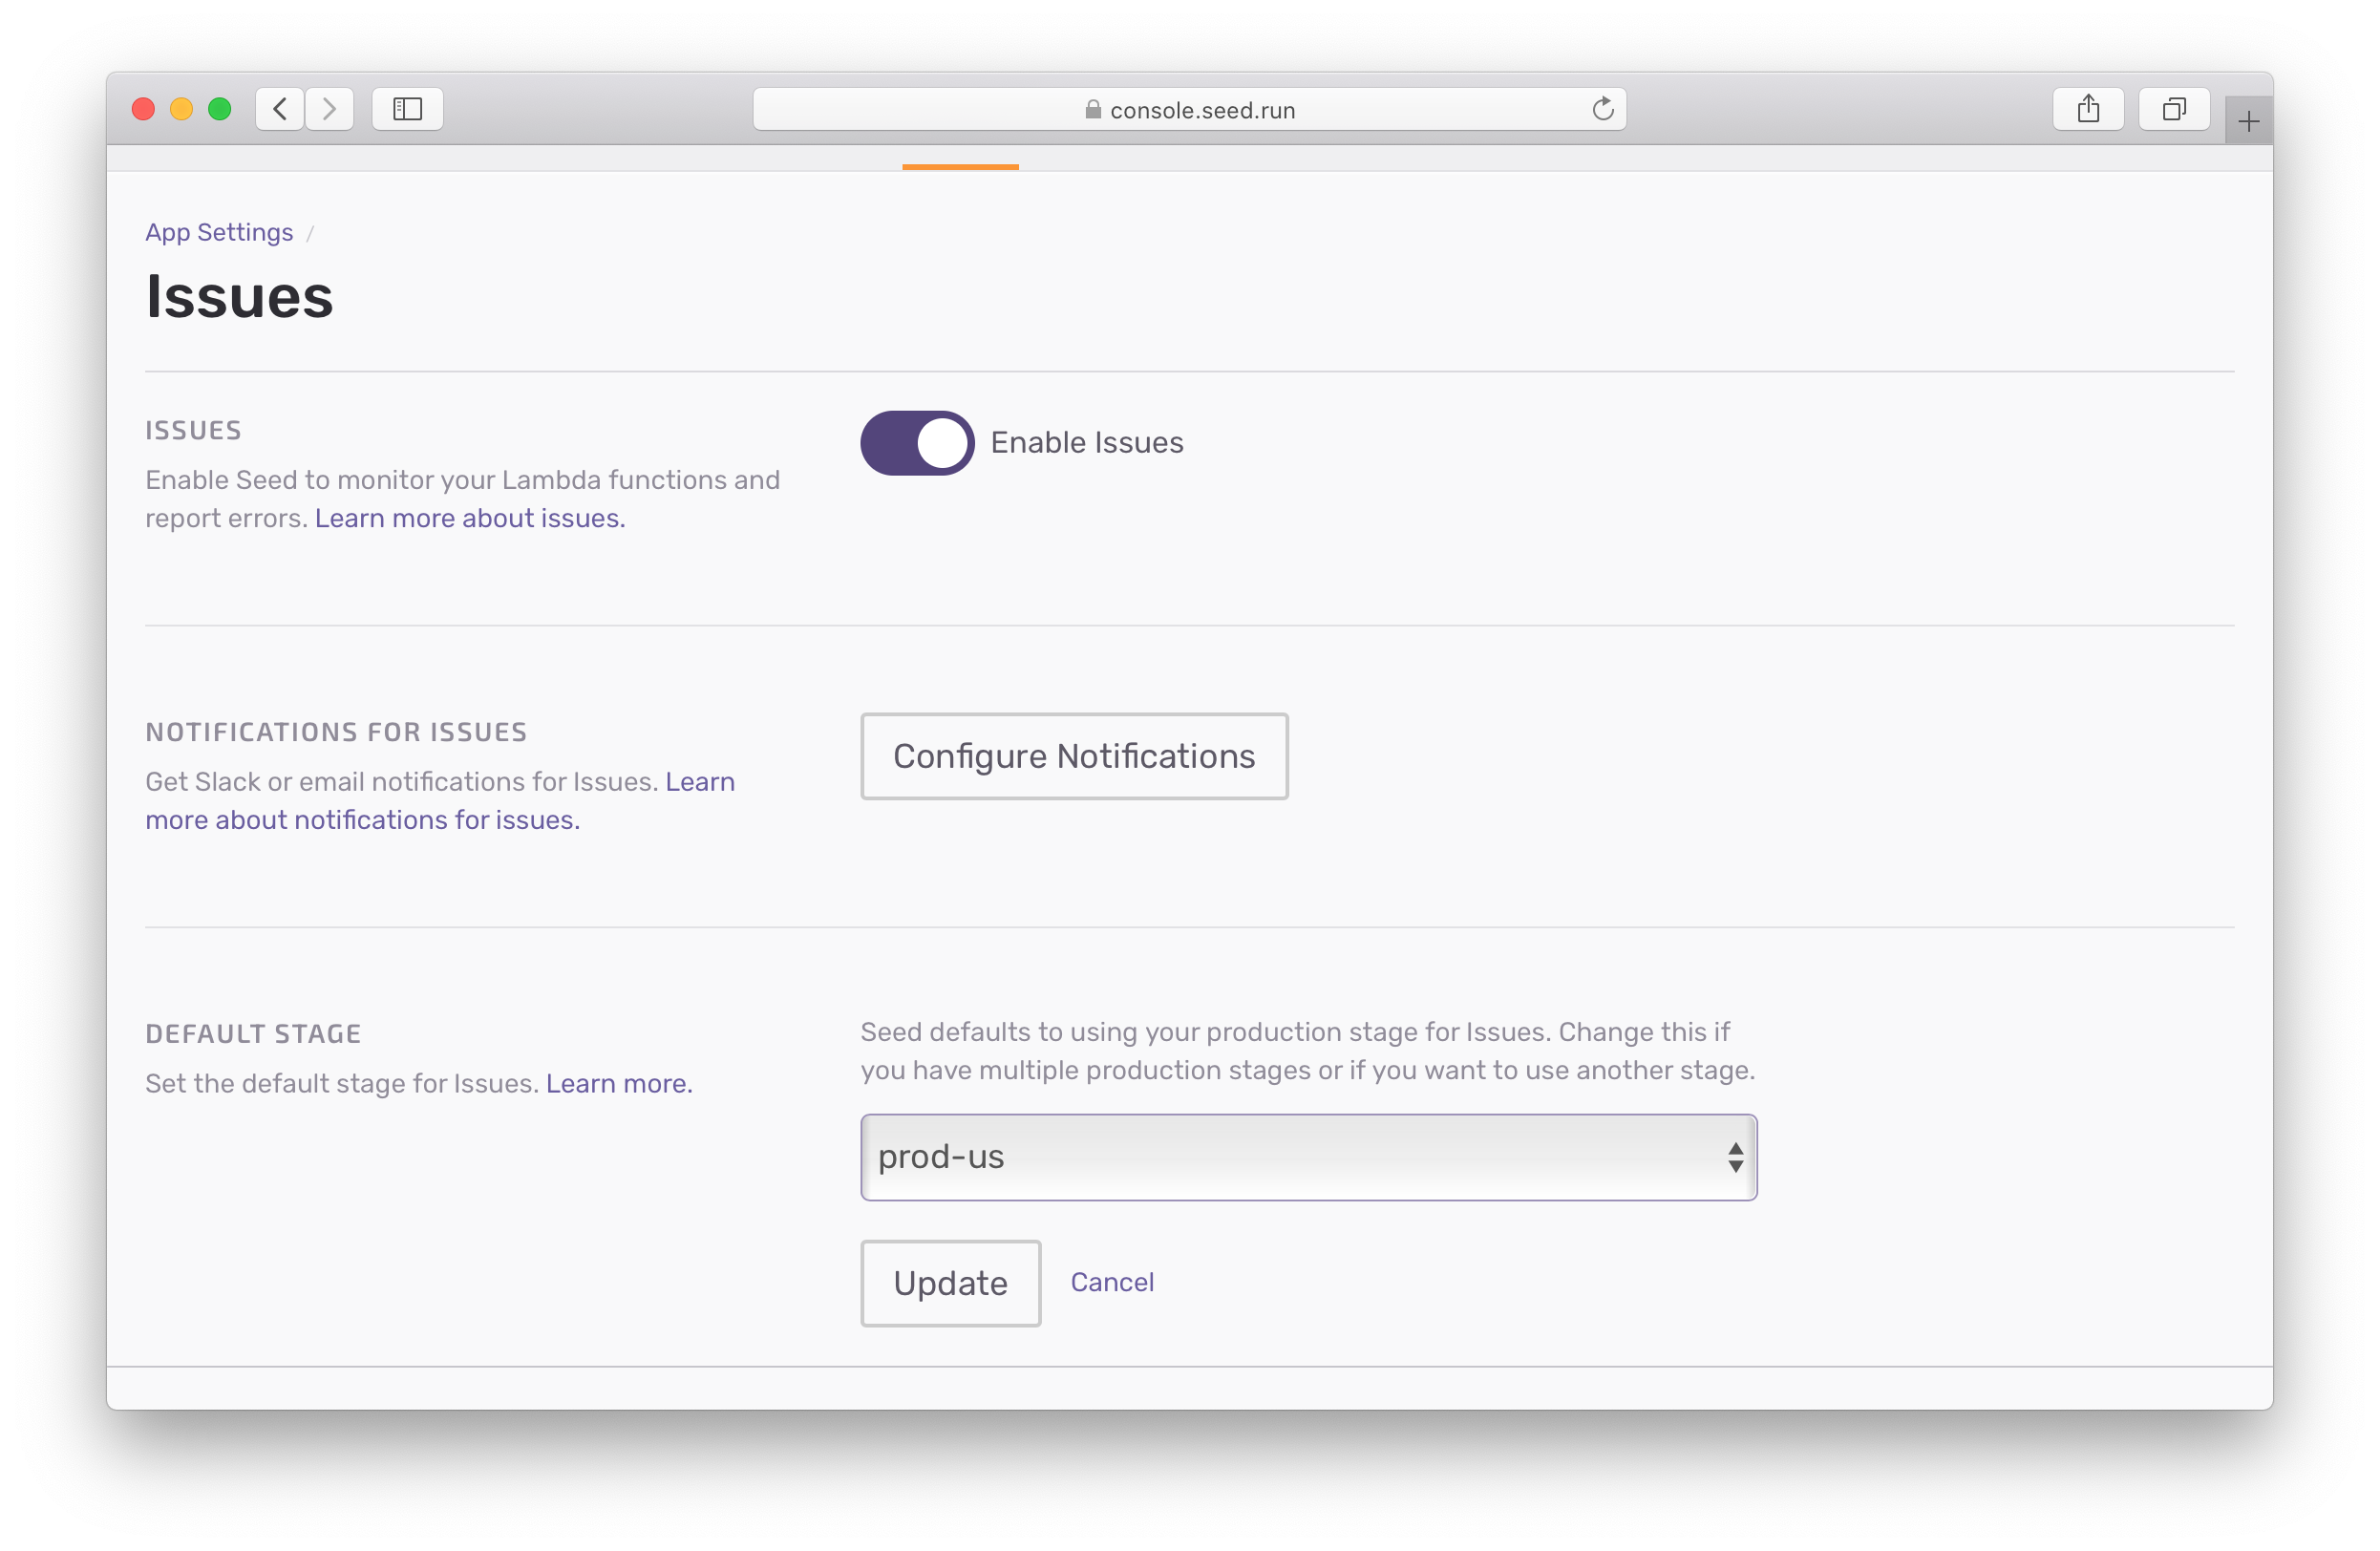 console.seed.run
App Settings /
Issues
ISSUES
Enable Seed to monitor your Lambda functions and
report errors. Learn more about issues.
Enable Issues
NOTIFICATIONS FOR ISSUES
Get Slack or email notifications for Issues. Learn
more about notifications for issues.
Configure Notifications
DEFAULT STAGE
Set the default stage for Issues. Learn more.
Seed defaults to using your production stage for Issues. Change this if
you have multiple production stages or if you want to use another stage.
prod-us
Update Cancel